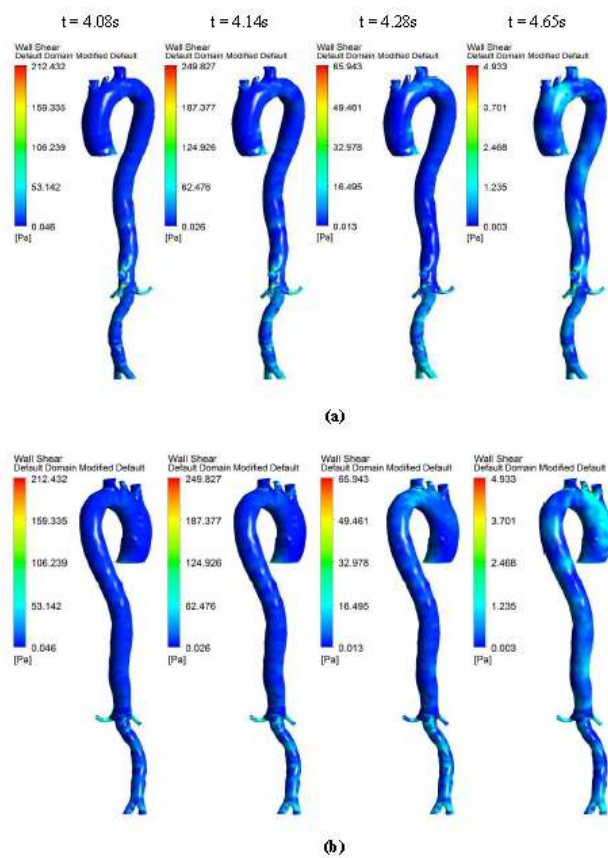 t = 4.08s t = 4.14s t = 4.28s t = 4.65s
Wall Shear Wall Shear Wall Shear Wall Shear
Default Domain Modified Default Default Domain Modified Default Default Domain Modified Default Default Domain Modified Default
212.432 249.827 65.943 4.933
159.335 187.377 49.461 3.701
106.239 124.926 32.978 2.468
53.142 62.476 16.495 1.235
0.046 0.026 0.013 0.003
[Pa] [Pa] [Pa] [Pa]
(a)
Wall Shear Wall Shear Wall Shear Wall Shear
Default Domain Modified Default Default Domain Modified Default Default Domain Modified Default Default Domain Modified Default
212.432 249.827 65.943 4.933
159.335 187.377 49.461 3.701
106.239 124.926 32.978 2.468
53.142 62.476 16.495 1.235
0.046 0.026 0.013 0.003
[Pa] [Pa] [Pa] [Pa]
(b)